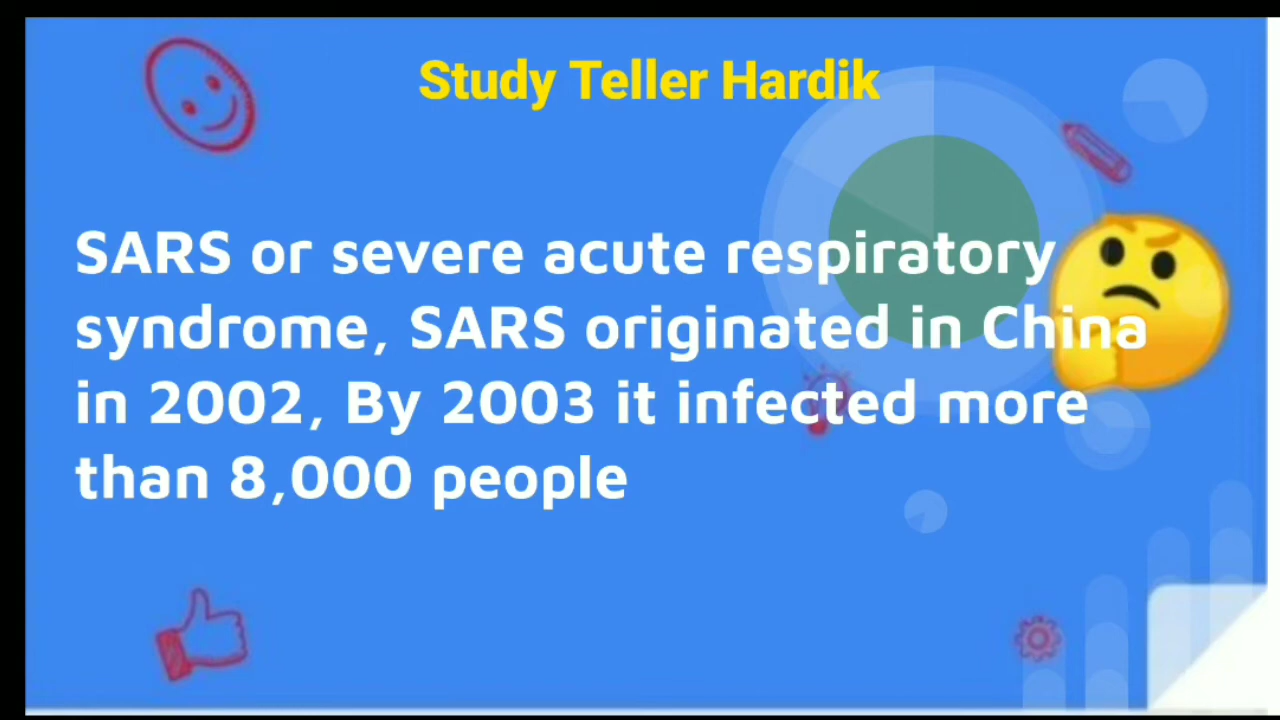 Study Teller Hardik
SARS or severe acute respiratory
syndrome, SARS originated in China
in 2002, By 2003 it infected more
than 8,000 people